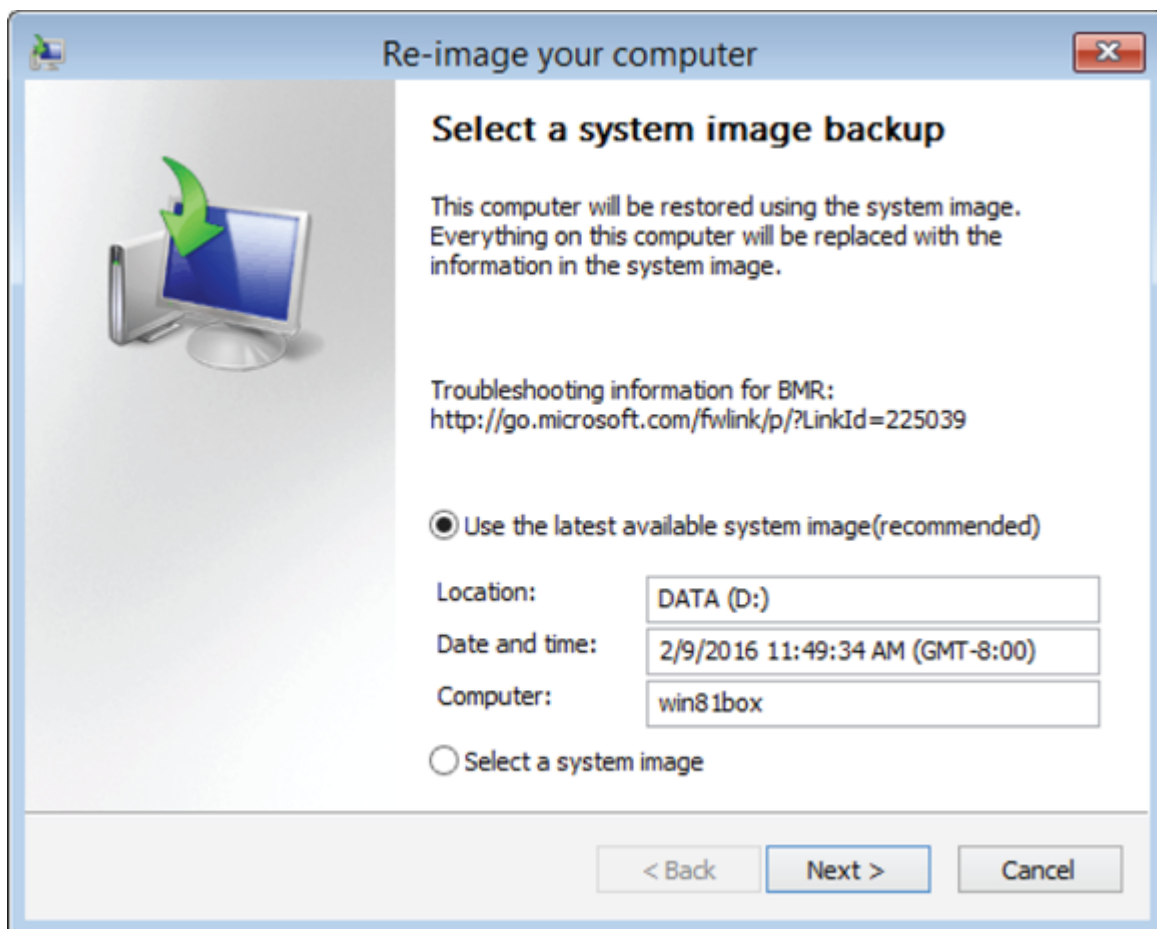 Re-image your computer
Select a system image backup
This computer will be restored using the system image.
Everything on this computer will be replaced with the
information in the system image.
Troubleshooting information for BMR:
http://go.microsoft.com/fwlink/p/?LinkId=225039
Use the latest available system image(recommended)
Location: DATA (D:)
Date and time: 2/9/2016 11:49:34 AM (GMT-8:00)
Computer: win81box
Select a system image
< Back Next > Cancel